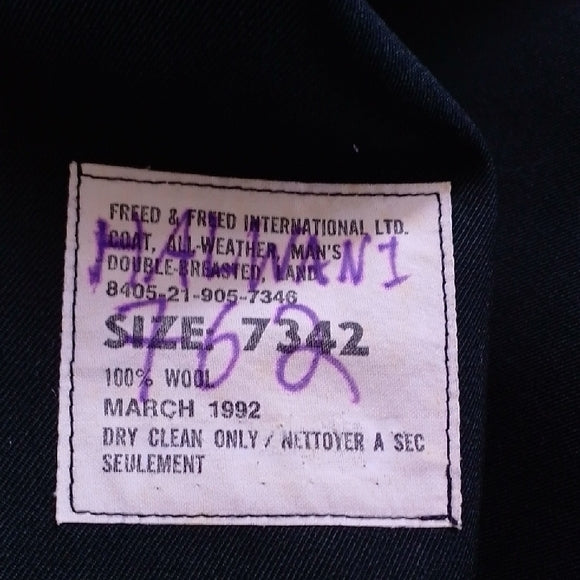 FREED & FREED INTERNATIONAL LTD.
COAT, ALL-WEATHER, MAN'S
DOUBLE-BREASTED, LAND
8405-21-905-7346
SIZE: 7342
762
100% WOOL
MARCH 1992
DRY CLEAN ONLY / NETTOYER A SEC
SEULEMENT